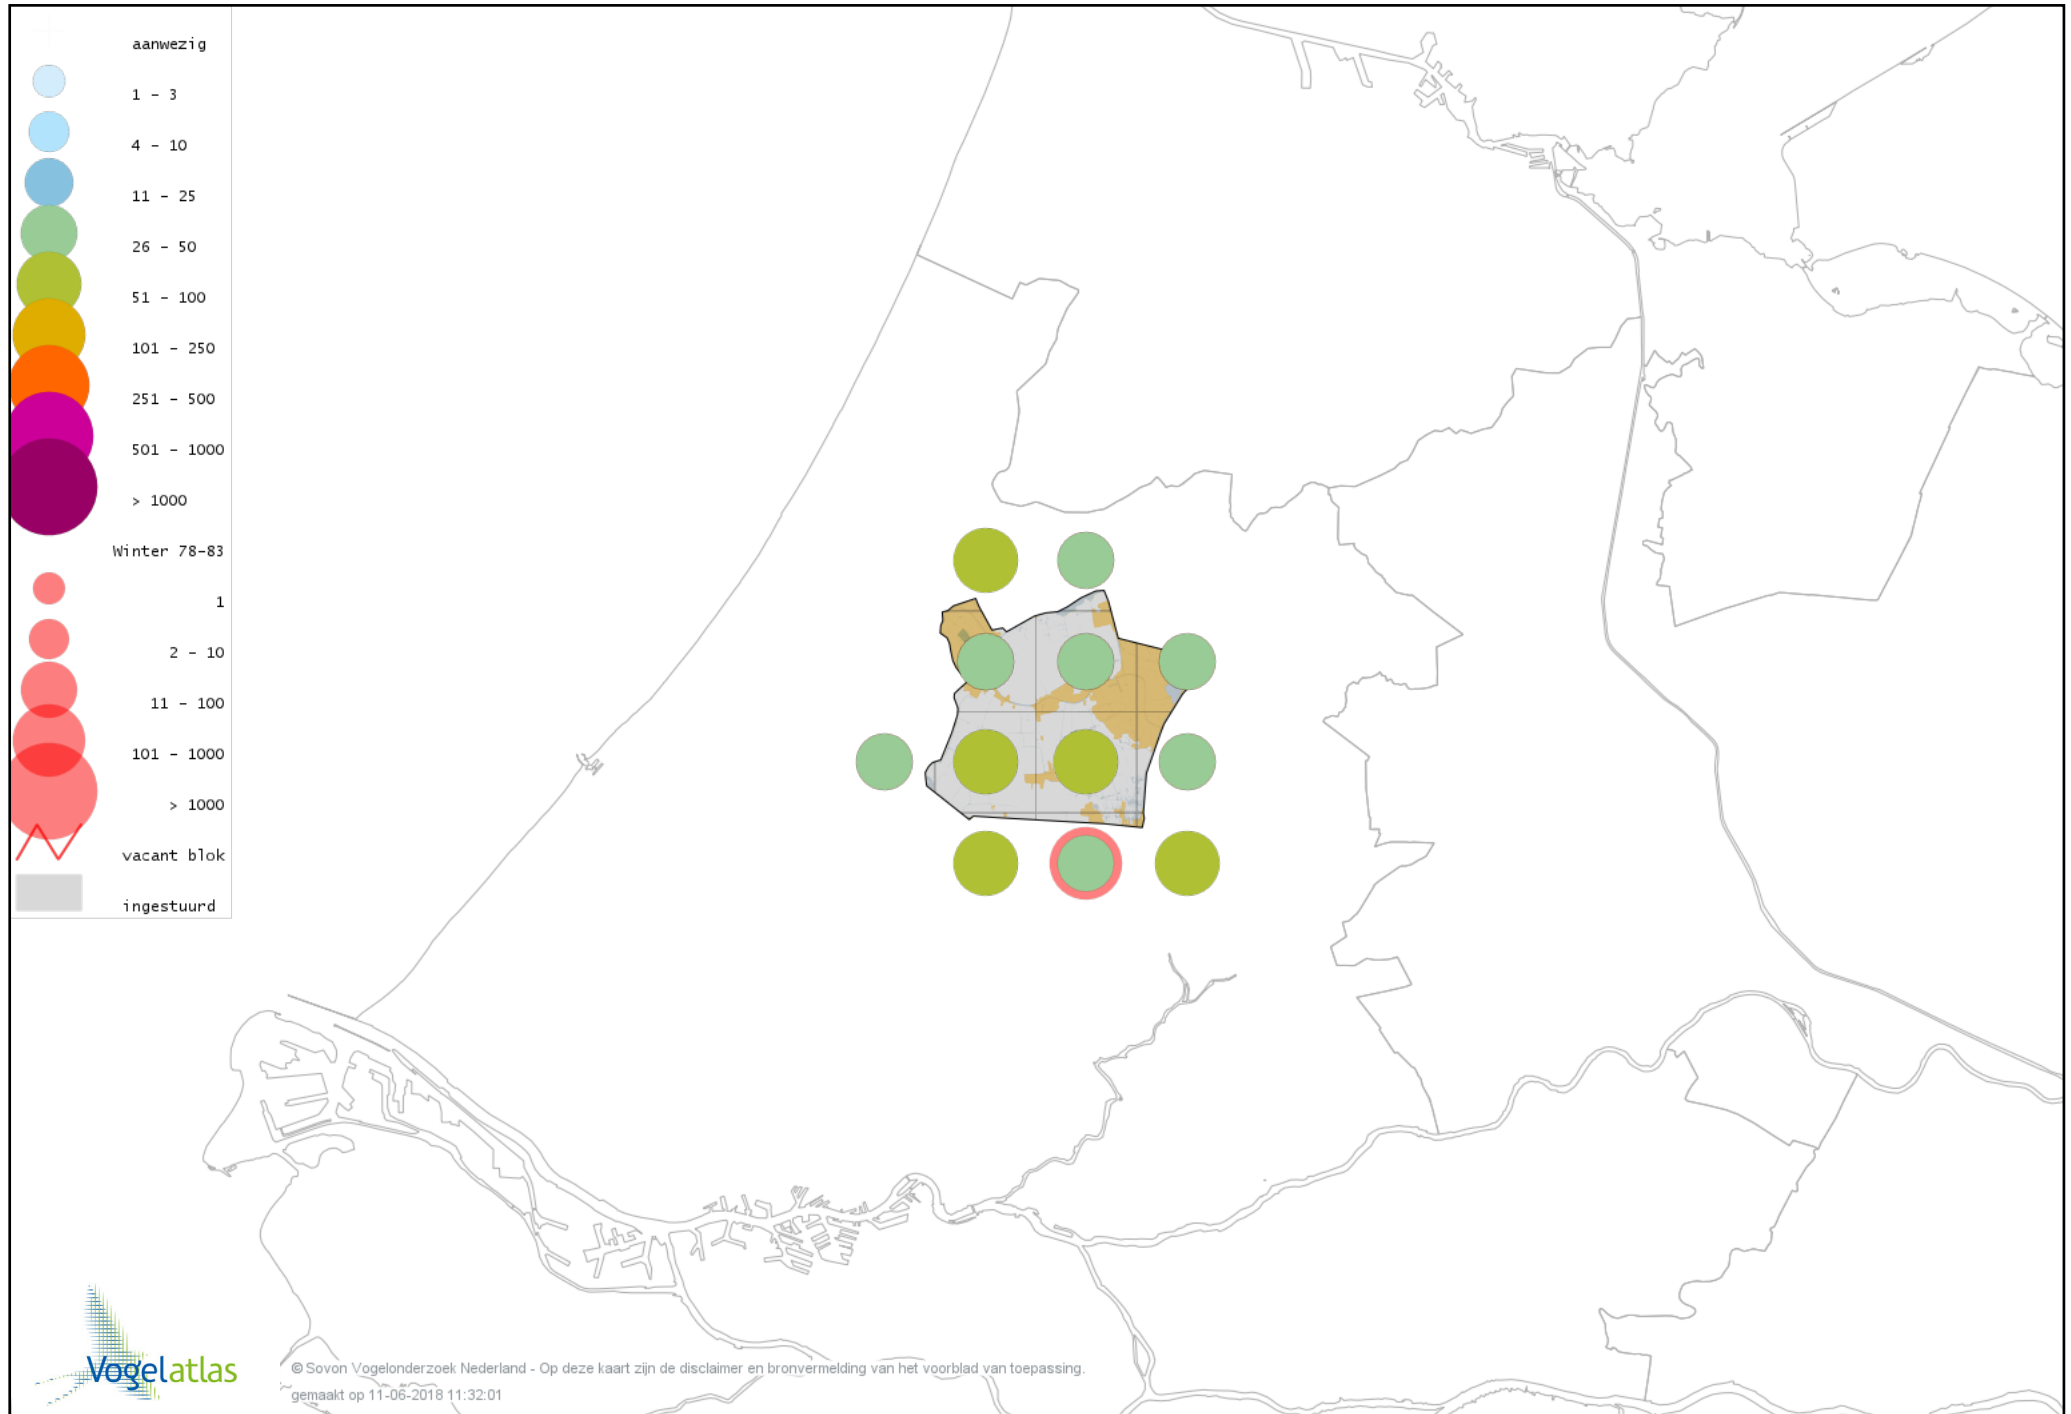 aanwezig
1 - 3
4 - 10
11 - 25
26 - 50
51 - 100
101 - 250
251 - 500
501 - 1000
> 1000
Winter 78-83
1
2 - 10
11 - 100
101 - 1000
> 1000
vacant blok
ingestuurd
Vogelatlas
© Sovon Vogelonderzoek Nederland - Op deze kaart zijn de disclaimer en bronvermelding van het voorblad van toepassing.
gemaakt op 11-06-2018 11:32:01